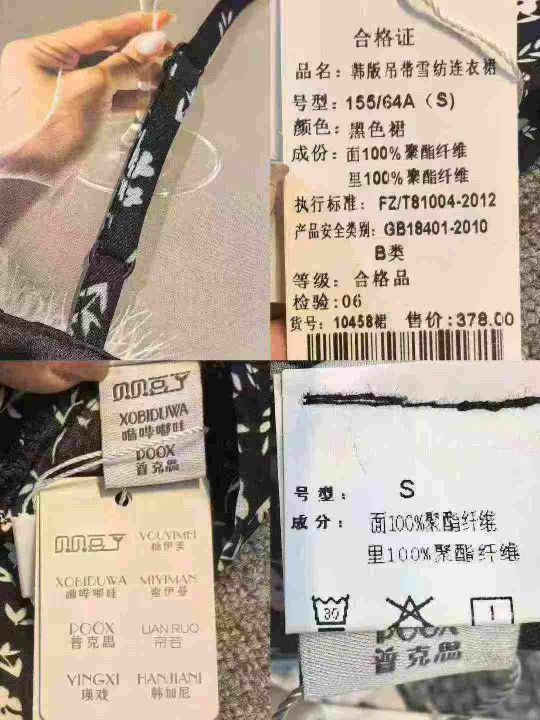 合格证
品名：韩版吊带雪纺连衣裙
号型：155/64A（S）
颜色：黑色裙
成份：面100%聚酯纤维
里100%聚酯纤维
执行标准：FZ/T81004-2012
产品安全类别：GB18401-2010
B类
等级：合格品
检验：06
货号：10458裙 售价：378.00
XOBIDUWA
嗡哔嘟哇
POOX
普克思
YOUYIMEI
柚伊美
XOBIDUWA
嗡哔嘟哇
MIYIMAN
蜜伊曼
POOX
普克思
LIAN RUO
帘若
YINGXI
瑛戏
HANJIANI
韩加尼
号型：S
成分：面100%聚酯纤维
里100%聚酯纤维
30
POOX
普克思